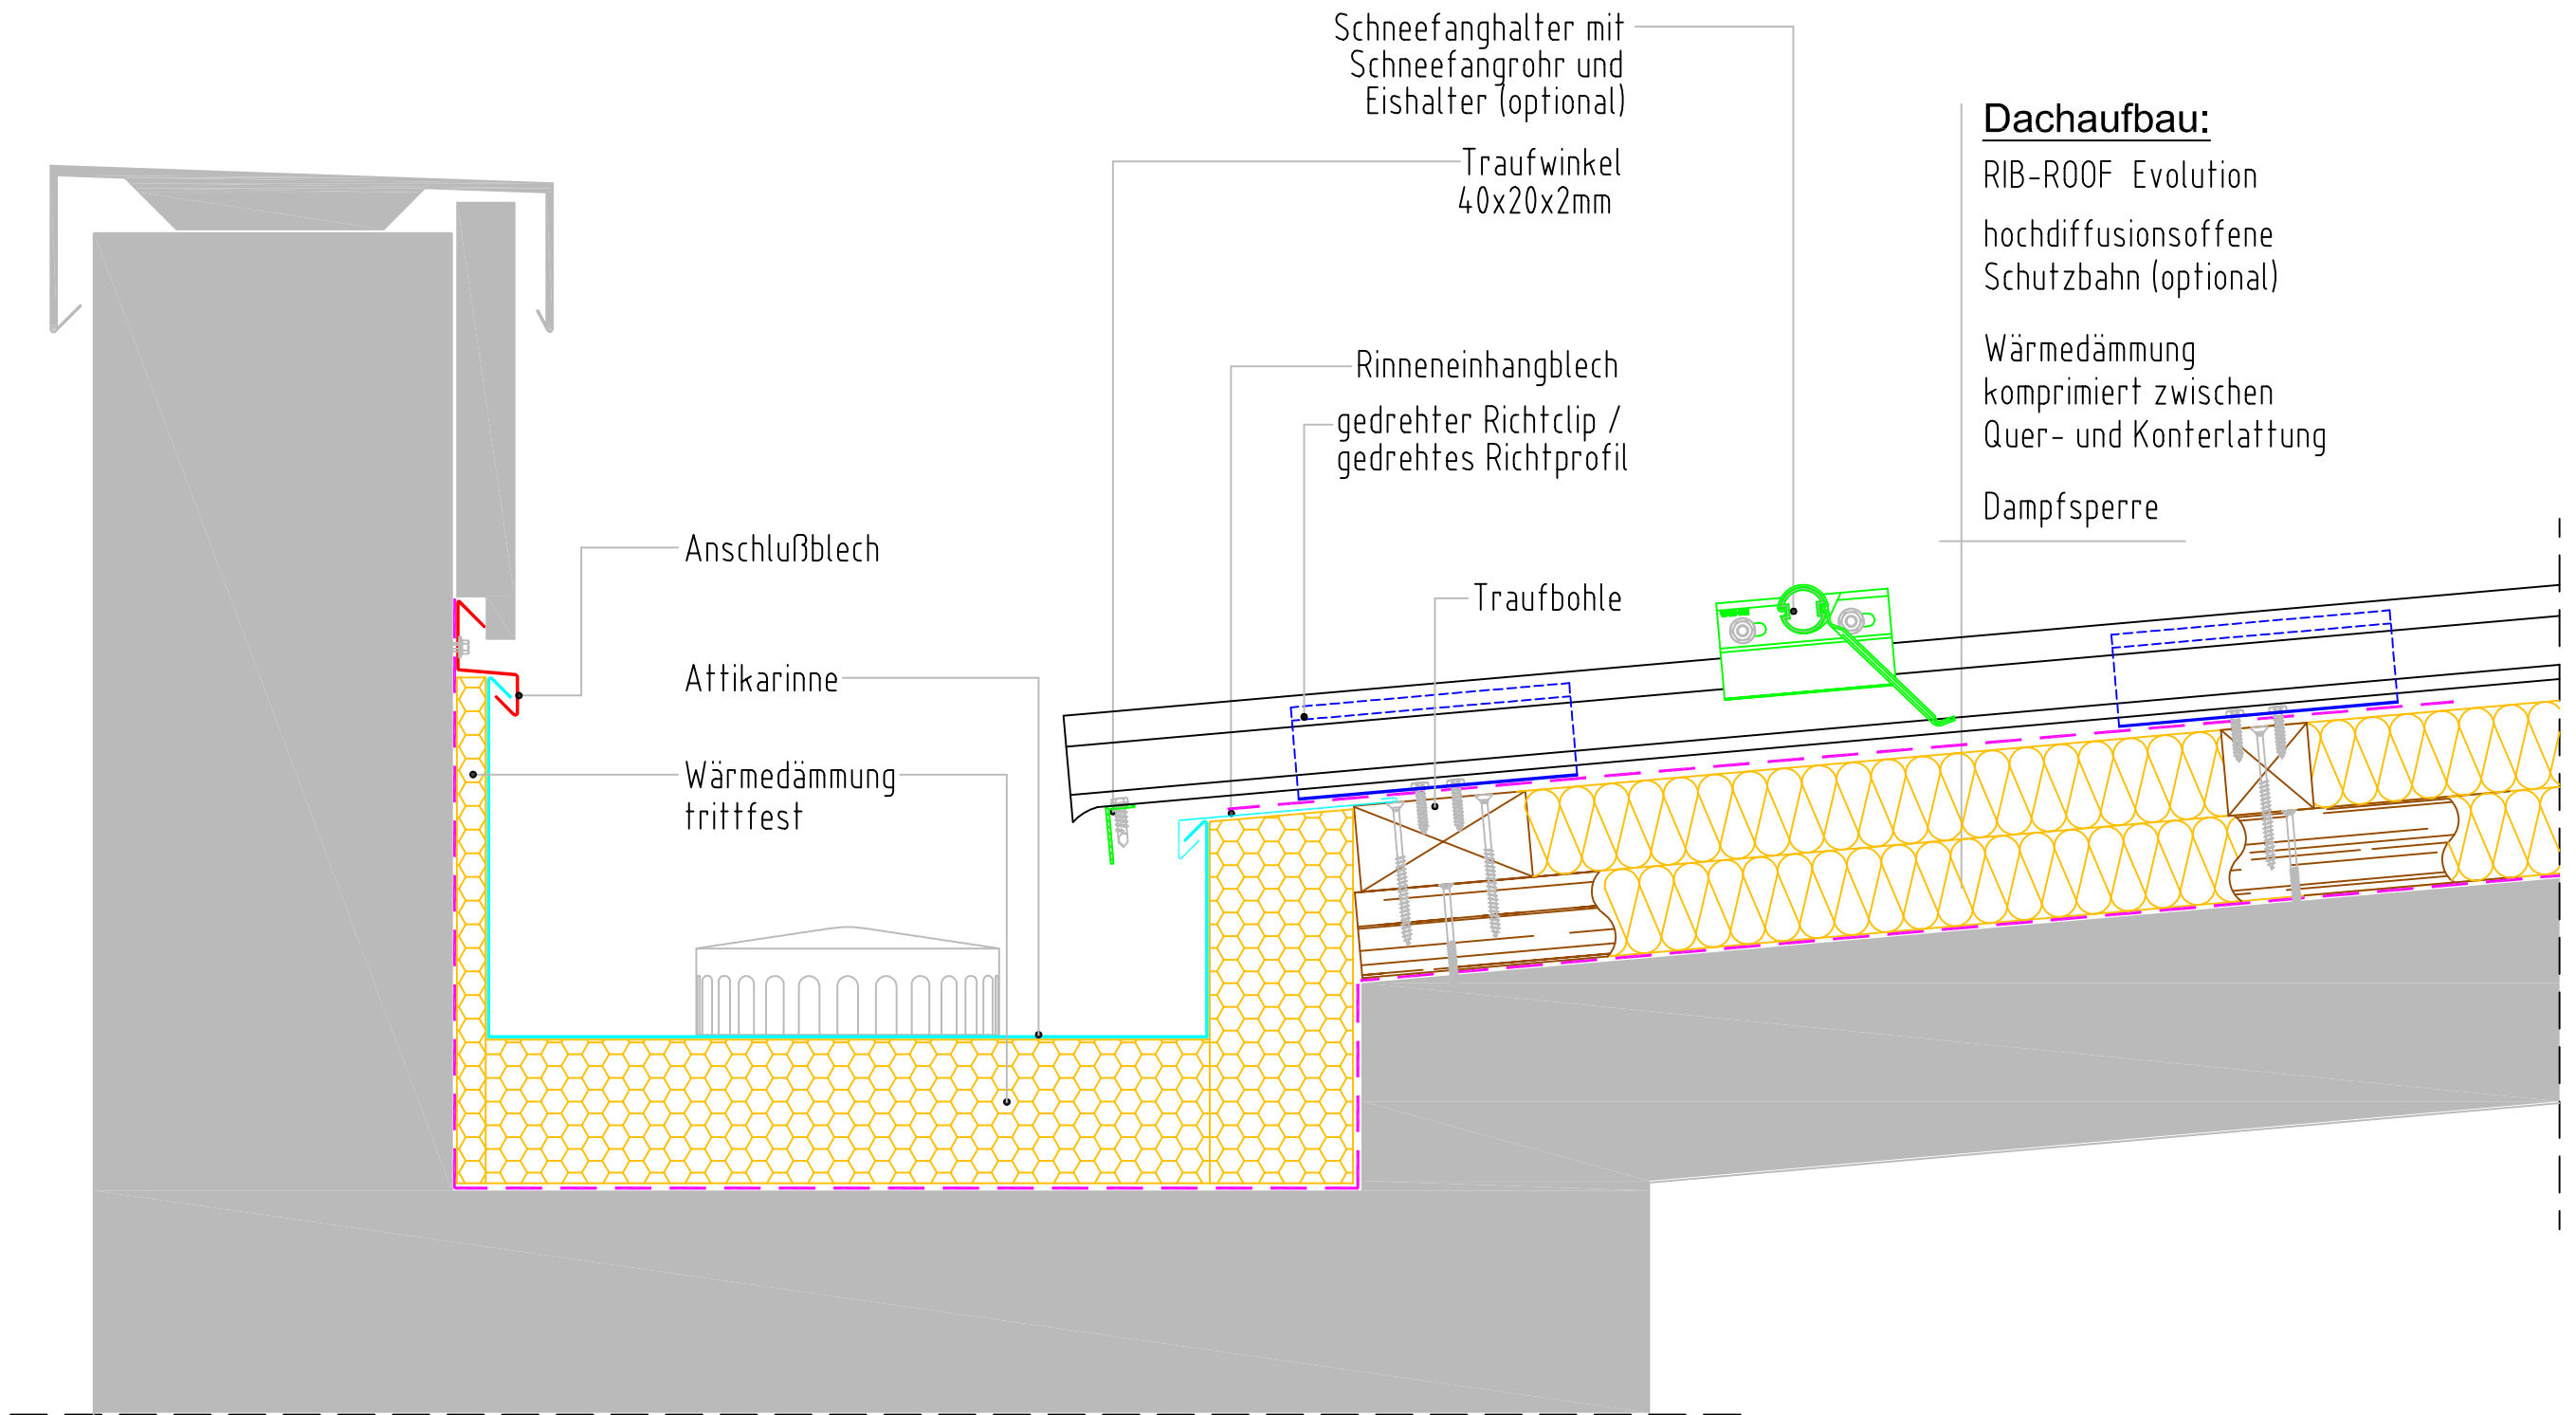 Schneefanghalter mit
Schneefangrohr und
Eishalter (optional)
Traufwinkel
40x20x2mm
Rinneneinhangblech
gedrehter Richtclip /
gedrehtes Richtprofil
Traufbohle
Anschlußblech
Attikarinne
Wärmedämmung
trittfest
Dachaufbau:
RIB-ROOF Evolution
hochdiffusionsoffene
Schutzbahn (optional)
Wärmedämmung
komprimiert zwischen
Quer- und Konterlattung
Dampfsperre